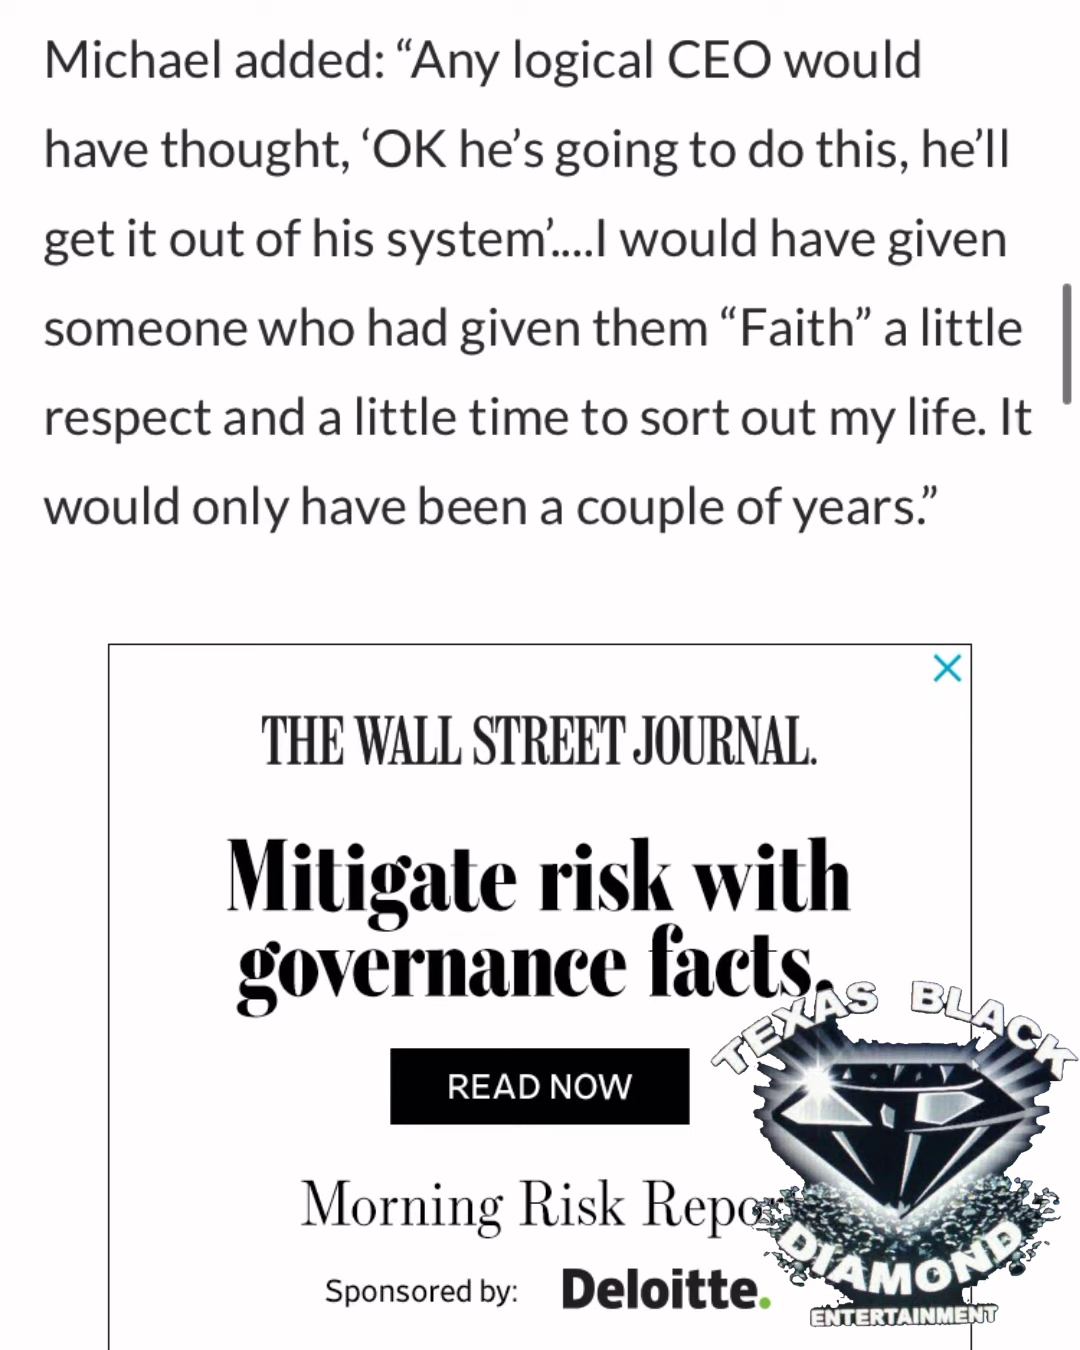 Michael added: “Any logical CEO would
have thought, ‘OK he’s going to do this, he’ll
get it out of his system’....I would have given
someone who had given them “Faith” a little
respect and a little time to sort out my life. It
would only have been a couple of years.”
THE WALL STREET JOURNAL.
Mitigate risk with
governance facts.
READ NOW
Morning Risk Repor
Sponsored by: Deloitte.
TEXAS BLACK
DIAMOND
ENTERTAINMENT